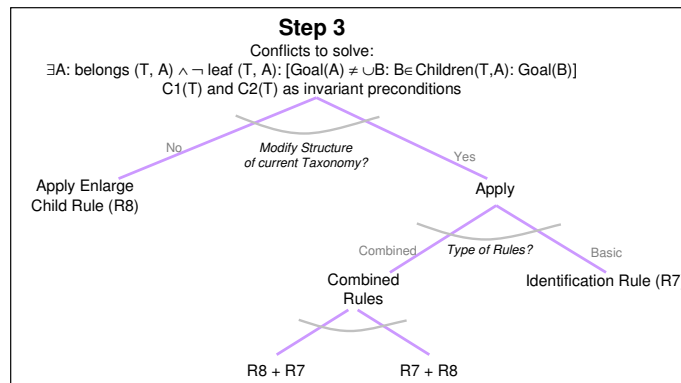 Step 3
Conflicts to solve:
∃A: belongs (T, A) ∧ ¬ leaf (T, A): [Goal(A) ≠ ∪B: B∈Children(T,A): Goal(B)]
C1(T) and C2(T) as invariant preconditions
No
Modify Structure
of current Taxonomy?
Yes
Apply Enlarge
Child Rule (R8)
Apply
Combined
Type of Rules?
Basic
Combined
Rules
Identification Rule (R7
R8 + R7
R7 + R8